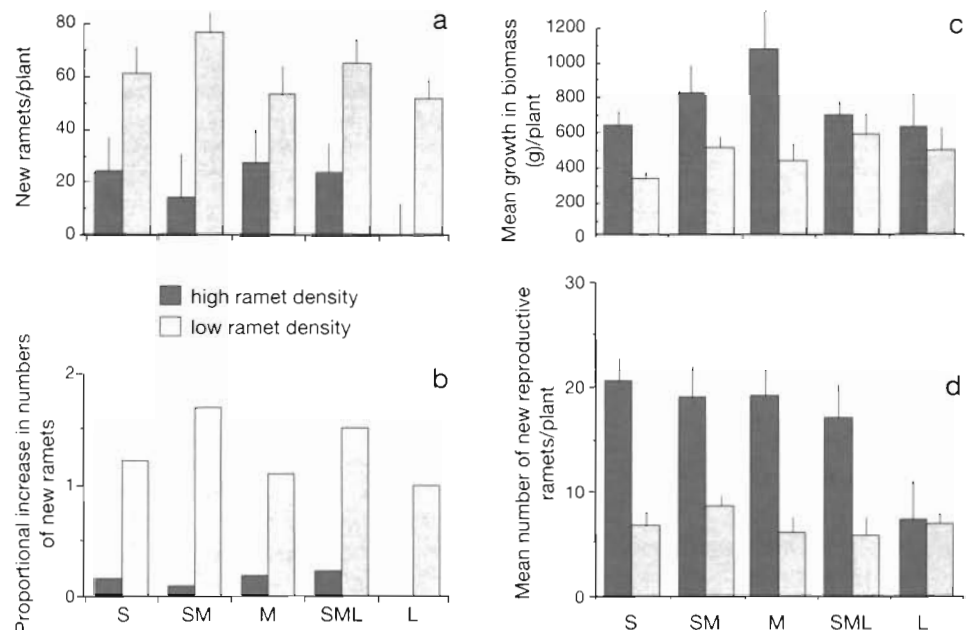 a
New ramets/plant
80
60
40
20
0
high ramet density
low ramet density
b
Proportional increase in numbers
of new ramets
2
1
0
S SM M SML L
c
Mean growth in biomass
(g)/plant
1200
1000
800
600
400
200
0
d
Mean number of new reproductive
ramets/plant
30
20
10
0
S SM M SML L